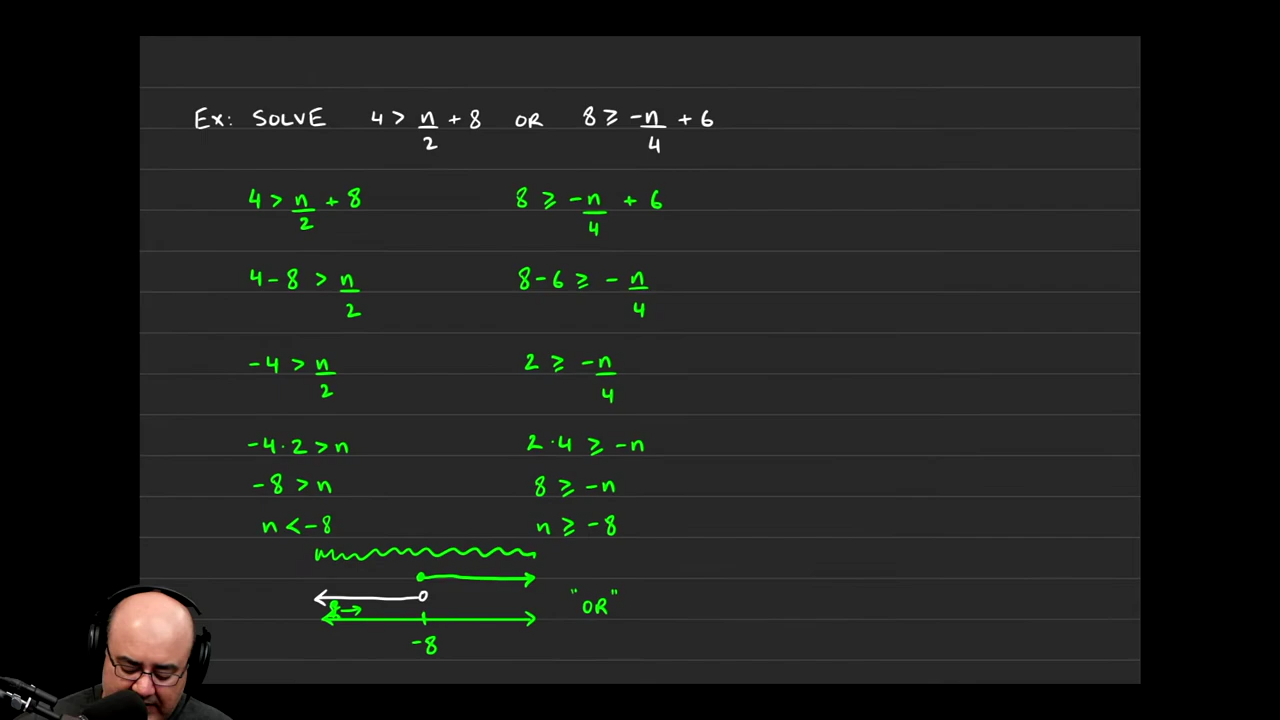 Ex: SOLVE 4 > n/2 + 8 OR 8 ≥ -n/4 + 6
4 > n/2 + 8 8 ≥ -n/4 + 6
4 - 8 > n/2 8 - 6 ≥ - n/4
-4 > n/2 2 ≥ -n/4
-4 · 2 > n 2 · 4 ≥ -n
-8 > n 8 ≥ -n
n < -8 n ≥ -8
"OR"
-8